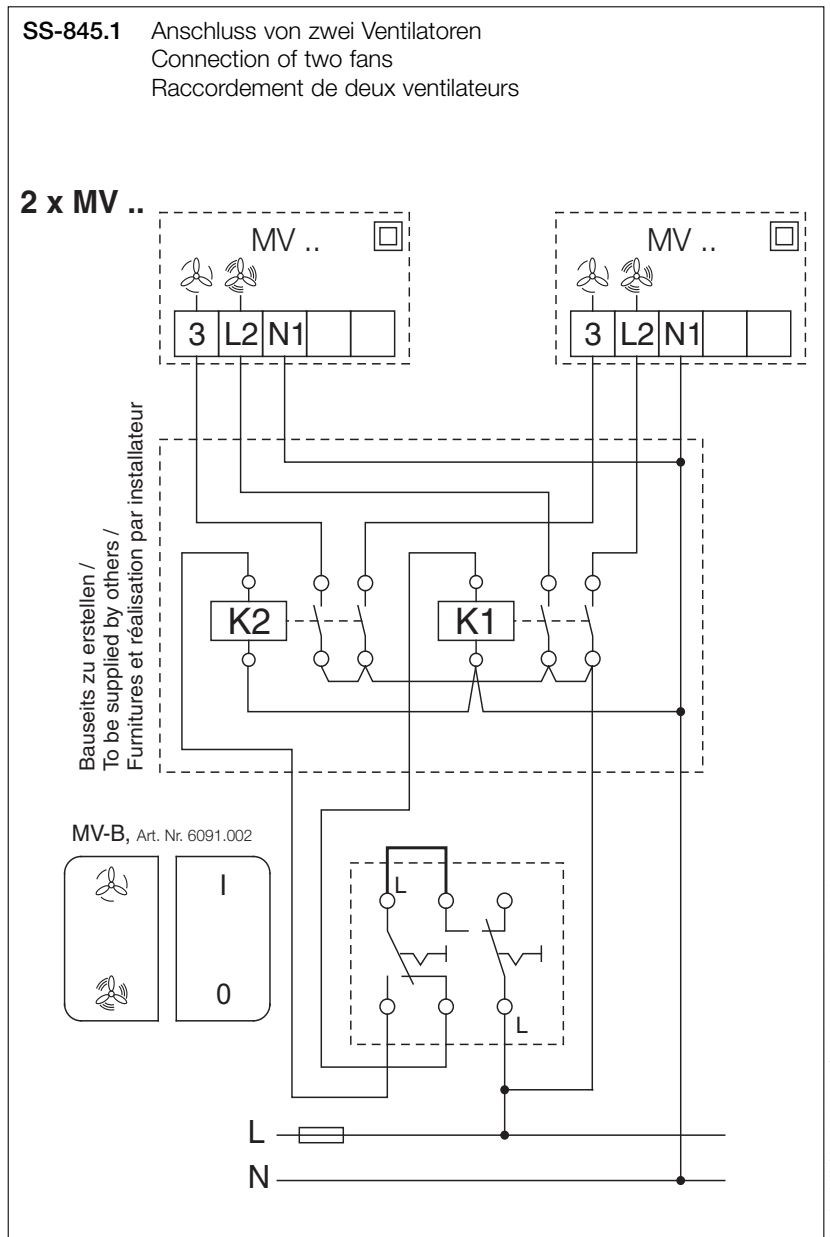 SS-845.1 Anschluss von zwei Ventilatoren
Connection of two fans
Raccordement de deux ventilateurs
2 x MV ..
MV ..
MV ..
3 L2 N1
3 L2 N1
Bauseits zu erstellen /
To be supplied by others /
Furnitures et réalisation par installateur
K2
K1
MV-B, Art. Nr. 6091.002
I
0
L
L
L
N